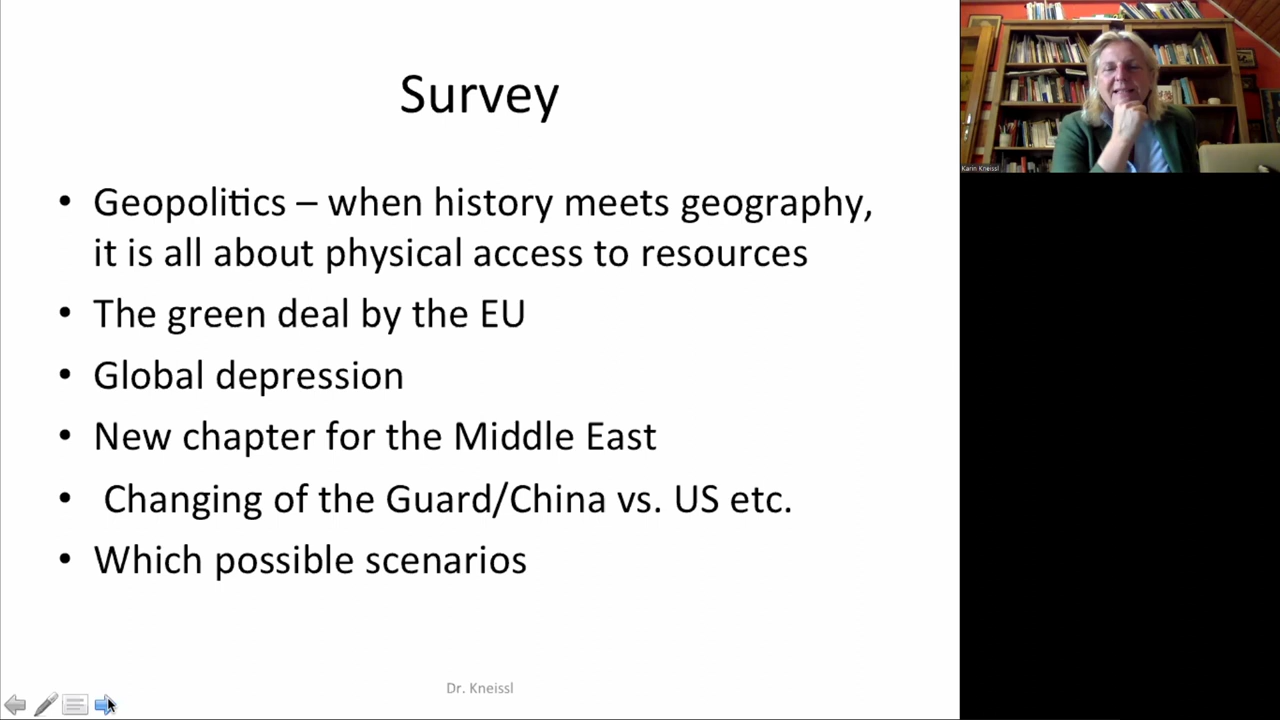 Survey
• Geopolitics – when history meets geography,
it is all about physical access to resources
• The green deal by the EU
• Global depression
• New chapter for the Middle East
• Changing of the Guard/China vs. US etc.
• Which possible scenarios
Dr. Kneissl
Karin Kneissl